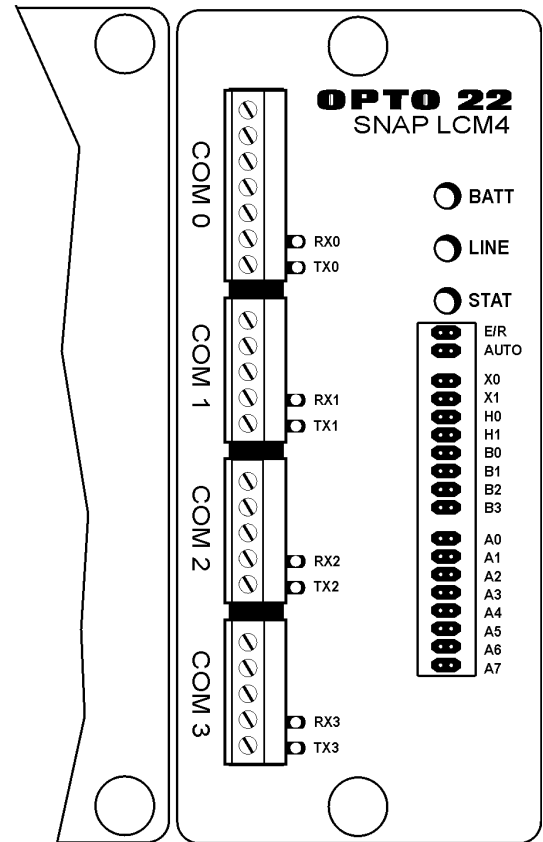 OPTO 22
SNAP LCM4
COM 0
RX0
TX0
COM 1
RX1
TX1
COM 2
RX2
TX2
COM 3
RX3
TX3
BATT
LINE
STAT
E/R
AUTO
X0
X1
H0
H1
B0
B1
B2
B3
A0
A1
A2
A3
A4
A5
A6
A7